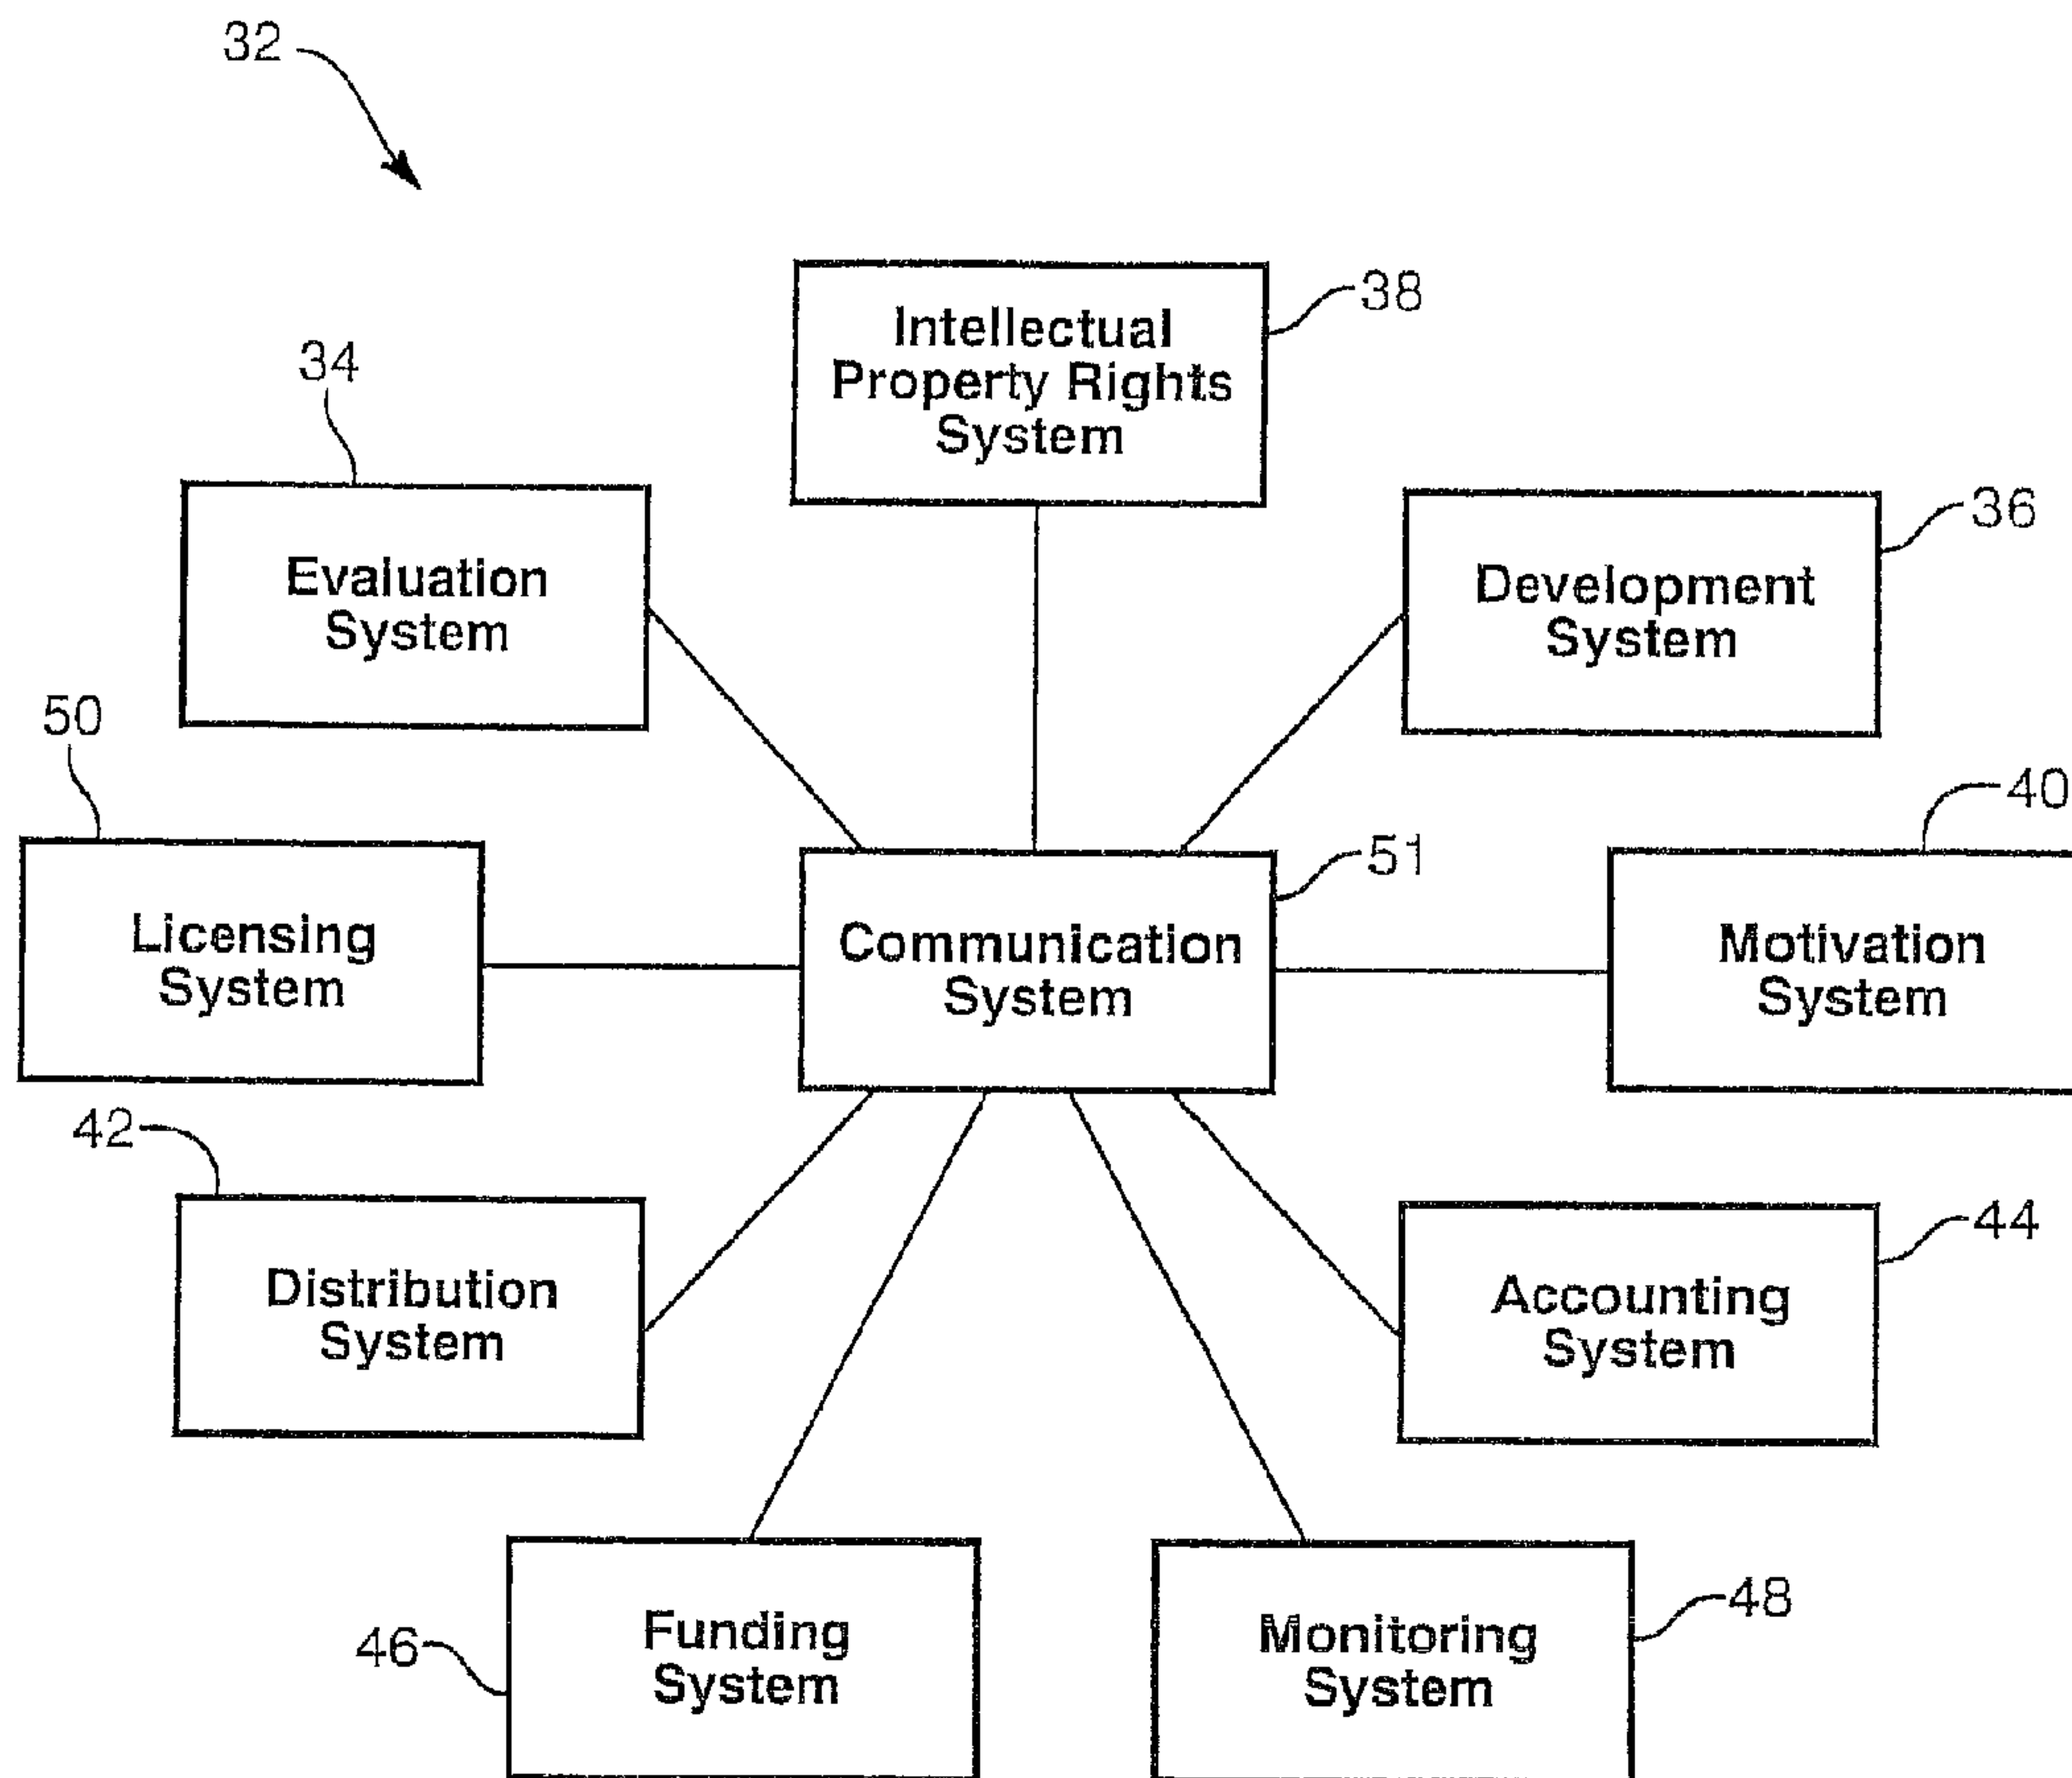 32
38
Intellectual
Property Rights
System
34
36
Evaluation
System
Development
System
50
40
51
Licensing
System
Communication
System
Motivation
System
42
44
Distribution
System
Accounting
System
46
Funding
System
48
Monitoring
System